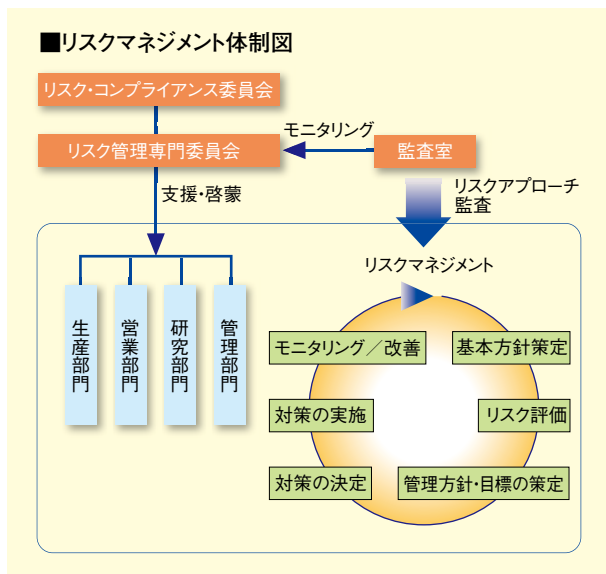 ■リスクマネジメント体制図
リスク・コンプライアンス委員会
リスク管理専門委員会
モニタリング
監査室
支援・啓蒙
リスクアプローチ
監査
リスクマネジメント
生産部門
営業部門
研究部門
管理部門
モニタリング／改善
基本方針策定
対策の実施
リスク評価
対策の決定
管理方針・目標の策定